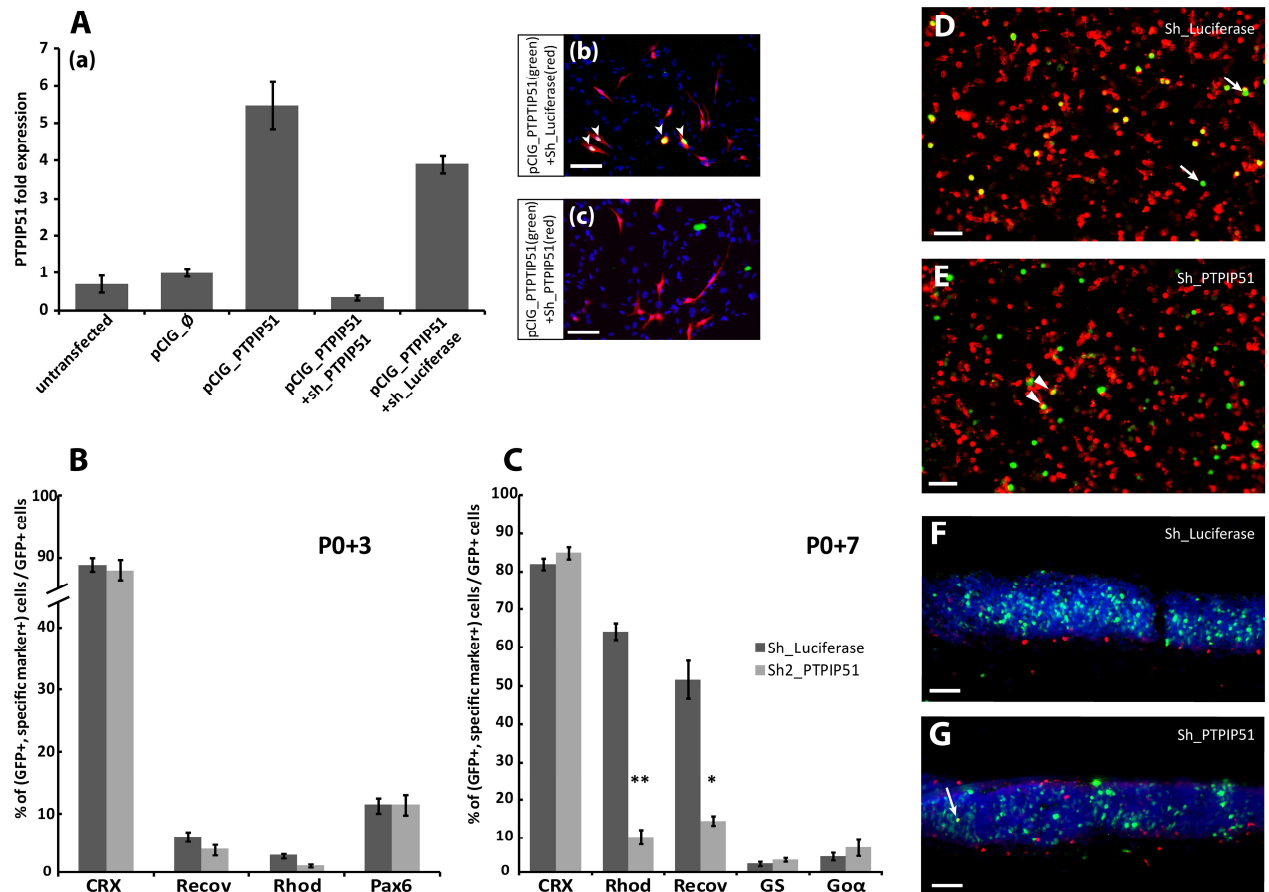 A
(a)
PTPIP51 fold expression
7
6
5
4
3
2
1
0
untransfected
pCIG_Ø
pCIG_PTPIP51
pCIG_PTPIP51
+sh_PTPIP51
pCIG_PTPIP51
+sh_Luciferase
(b)
pCIG_PTPTIP51(green)
+Sh_Luciferase(red)
(c)
pCIG_PTPTIP51(green)
+Sh_PTPIP51(red)
B
P0+3
% of (GFP+, specific marker+) cells / GFP+ cells
100
90
40
30
20
10
0
CRX
Recov
Rhod
Pax6
C
P0+7
% of (GFP+, specific marker+) cells / GFP+ cells
100
90
80
70
60
50
40
30
20
10
0
Sh_Luciferase
Sh2_PTPIP51
**
*
CRX
Rhod
Recov
GS
Goα
D
Sh_Luciferase
E
Sh_PTPIP51
F
Sh_Luciferase
G
Sh_PTPIP51